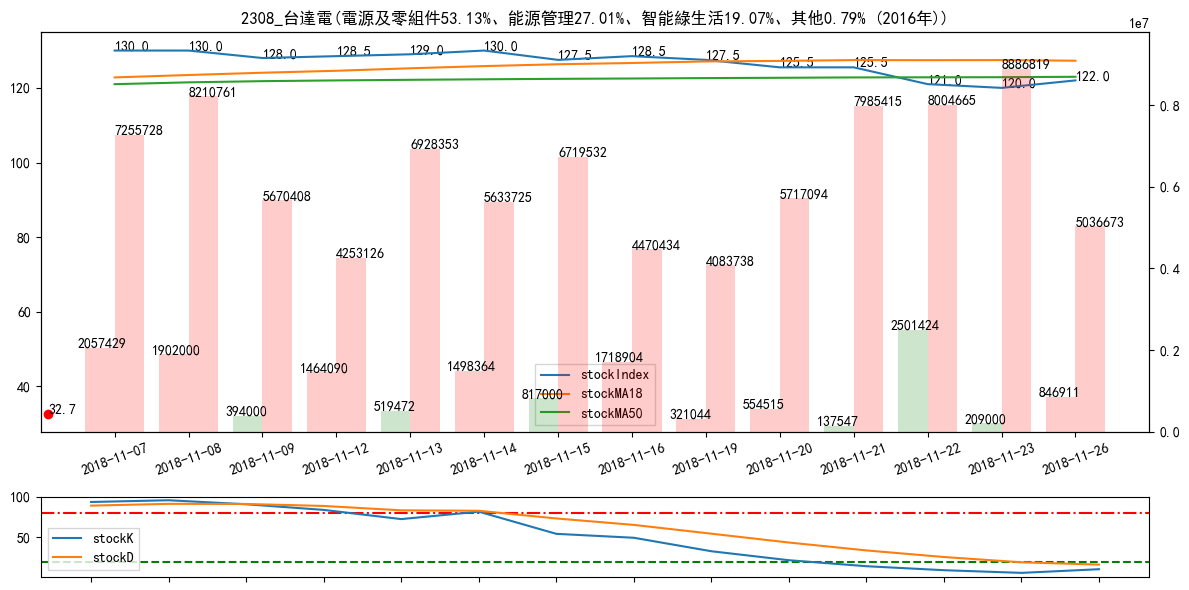 2308_台達電(電源及零組件53.13%、能源管理27.01%、智能綠生活19.07%、其他0.79% (2016年))
1e7
130.0 130.0 128.0 128.5 129.0 130.0 127.5 128.5 127.5 125.5 125.5 121.0 120.0 122.0
120
100
80
60
40
0.8
0.6
0.4
0.2
0.0
7255728 8210761 5670408 4253126 6928353 5633725 6719532 4470434 4083738 5717094 7985415 8004665 8886819 5036673
2057429 1902000 394000 1464090 519472 1498364 817000 1718904 321044 554515 137547 2501424 209000 846911
32.7
stockIndex
stockMA18
stockMA50
2018-11-07 2018-11-08 2018-11-09 2018-11-12 2018-11-13 2018-11-14 2018-11-15 2018-11-16 2018-11-19 2018-11-20 2018-11-21 2018-11-22 2018-11-23 2018-11-26
100
50
stockK
stockD